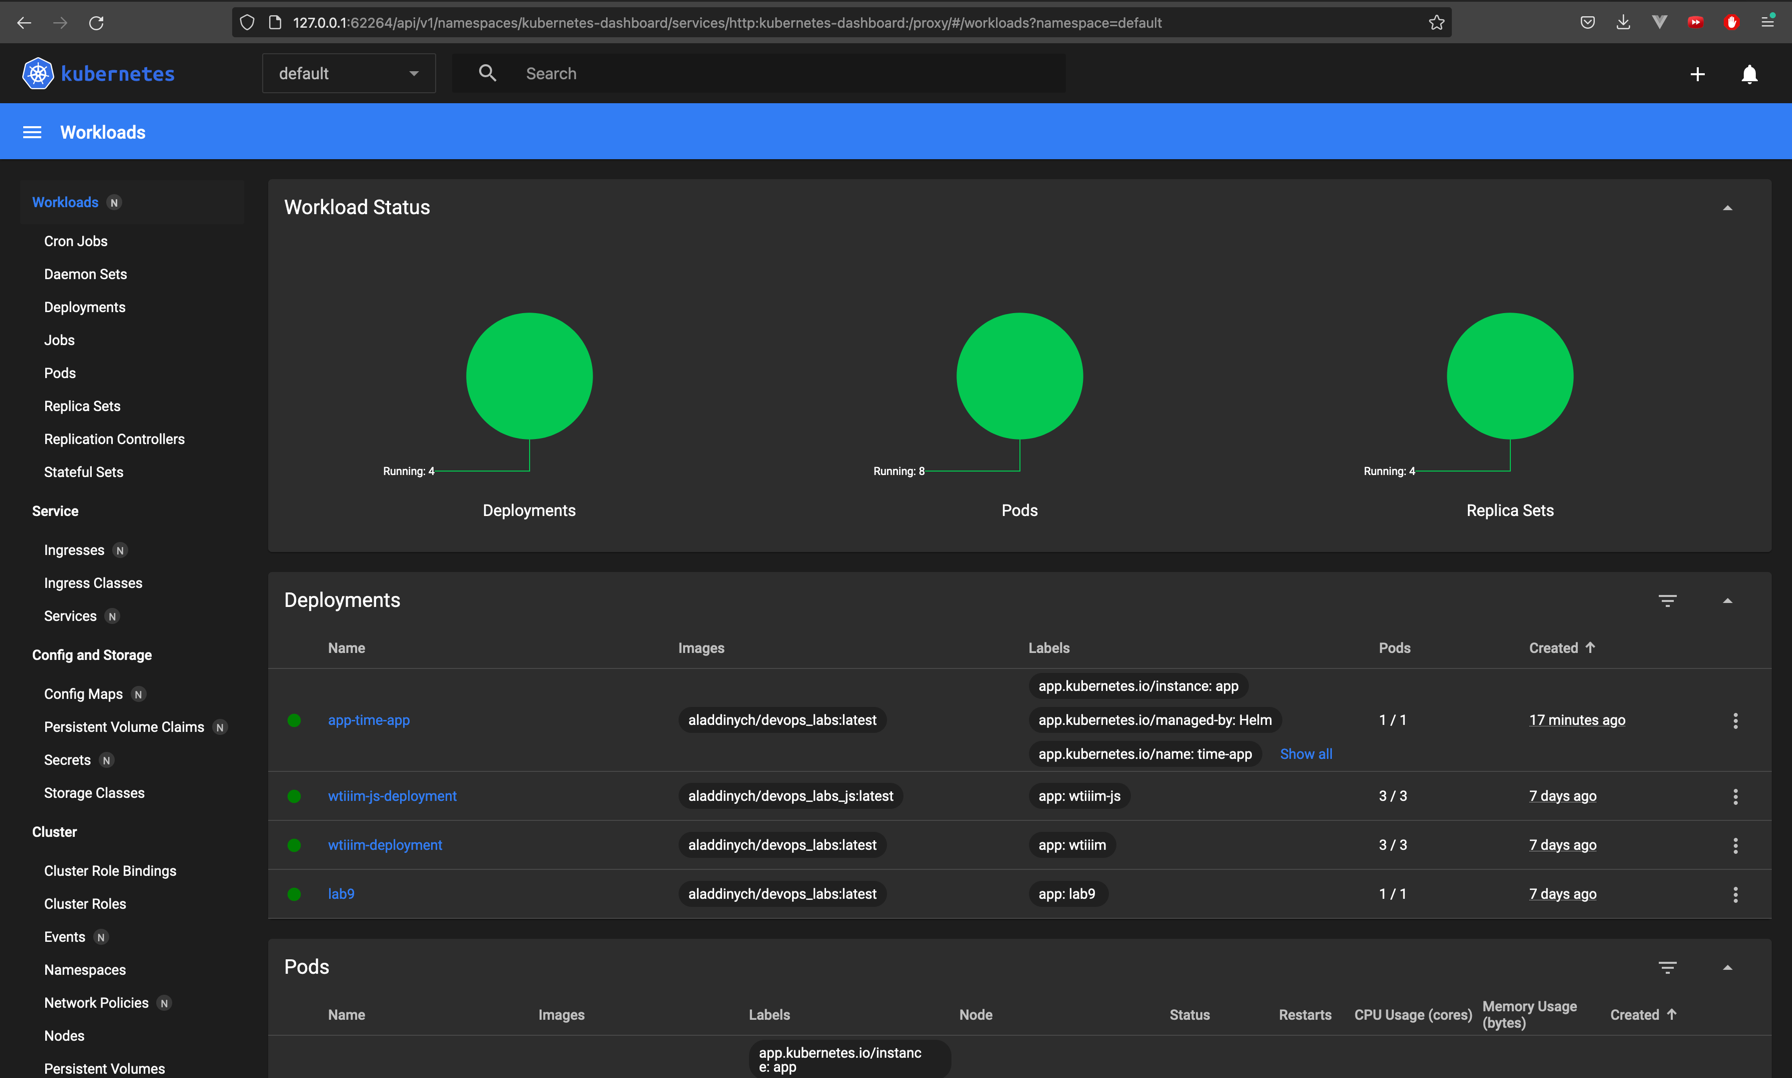 127.0.0.1:62264/api/v1/namespaces/kubernetes-dashboard/services/http:kubernetes-dashboard:/proxy/#/workloads?namespace=default
kubernetes
default
Search
Workloads
Workloads N
Cron Jobs
Daemon Sets
Deployments
Jobs
Pods
Replica Sets
Replication Controllers
Stateful Sets
Service
Ingresses N
Ingress Classes
Services N
Config and Storage
Config Maps N
Persistent Volume Claims N
Secrets N
Storage Classes
Cluster
Cluster Role Bindings
Cluster Roles
Events N
Namespaces
Network Policies N
Nodes
Persistent Volumes
Workload Status
Running: 4
Deployments
Running: 8
Pods
Running: 4
Replica Sets
Deployments
Name Images Labels Pods Created
app-time-app aladdinych/devops_labs:latest app.kubernetes.io/instance: app
app.kubernetes.io/managed-by: Helm
app.kubernetes.io/name: time-app Show all
1 / 1 17 minutes ago
wtiiim-js-deployment aladdinych/devops_labs_js:latest app: wtiiim-js 3 / 3 7 days ago
wtiiim-deployment aladdinych/devops_labs:latest app: wtiiim 3 / 3 7 days ago
lab9 aladdinych/devops_labs:latest app: lab9 1 / 1 7 days ago
Pods
Name Images Labels Node Status Restarts CPU Usage (cores) Memory Usage (bytes) Created
app.kubernetes.io/instanc
e: app